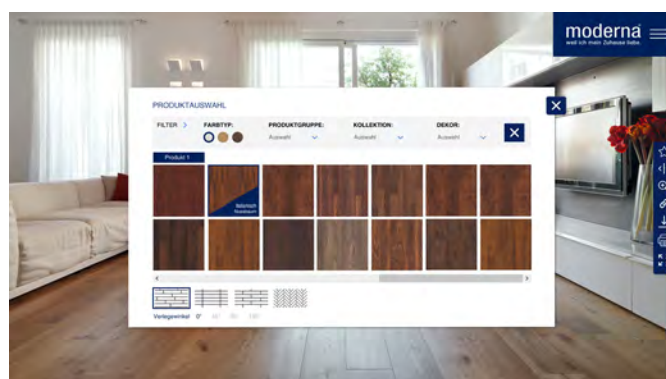 moderna
weil ich mein Zuhause liebe.
PRODUKTAUSWAHL
FILTER
FARBTYP:
PRODUKTGRUPPE:
Auswahl
KOLLEKTION:
Auswahl
DEKOR:
Auswahl
Produkt 1
Nussbaum
Verlegewinkel 0°